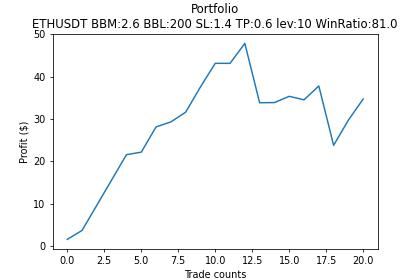 Portfolio
ETHUSDT BBM:2.6 BBL:200 SL:1.4 TP:0.6 lev:10 WinRatio:81.0
50
40
30
20
10
0
Profit ($)
0.0 2.5 5.0 7.5 10.0 12.5 15.0 17.5 20.0
Trade counts